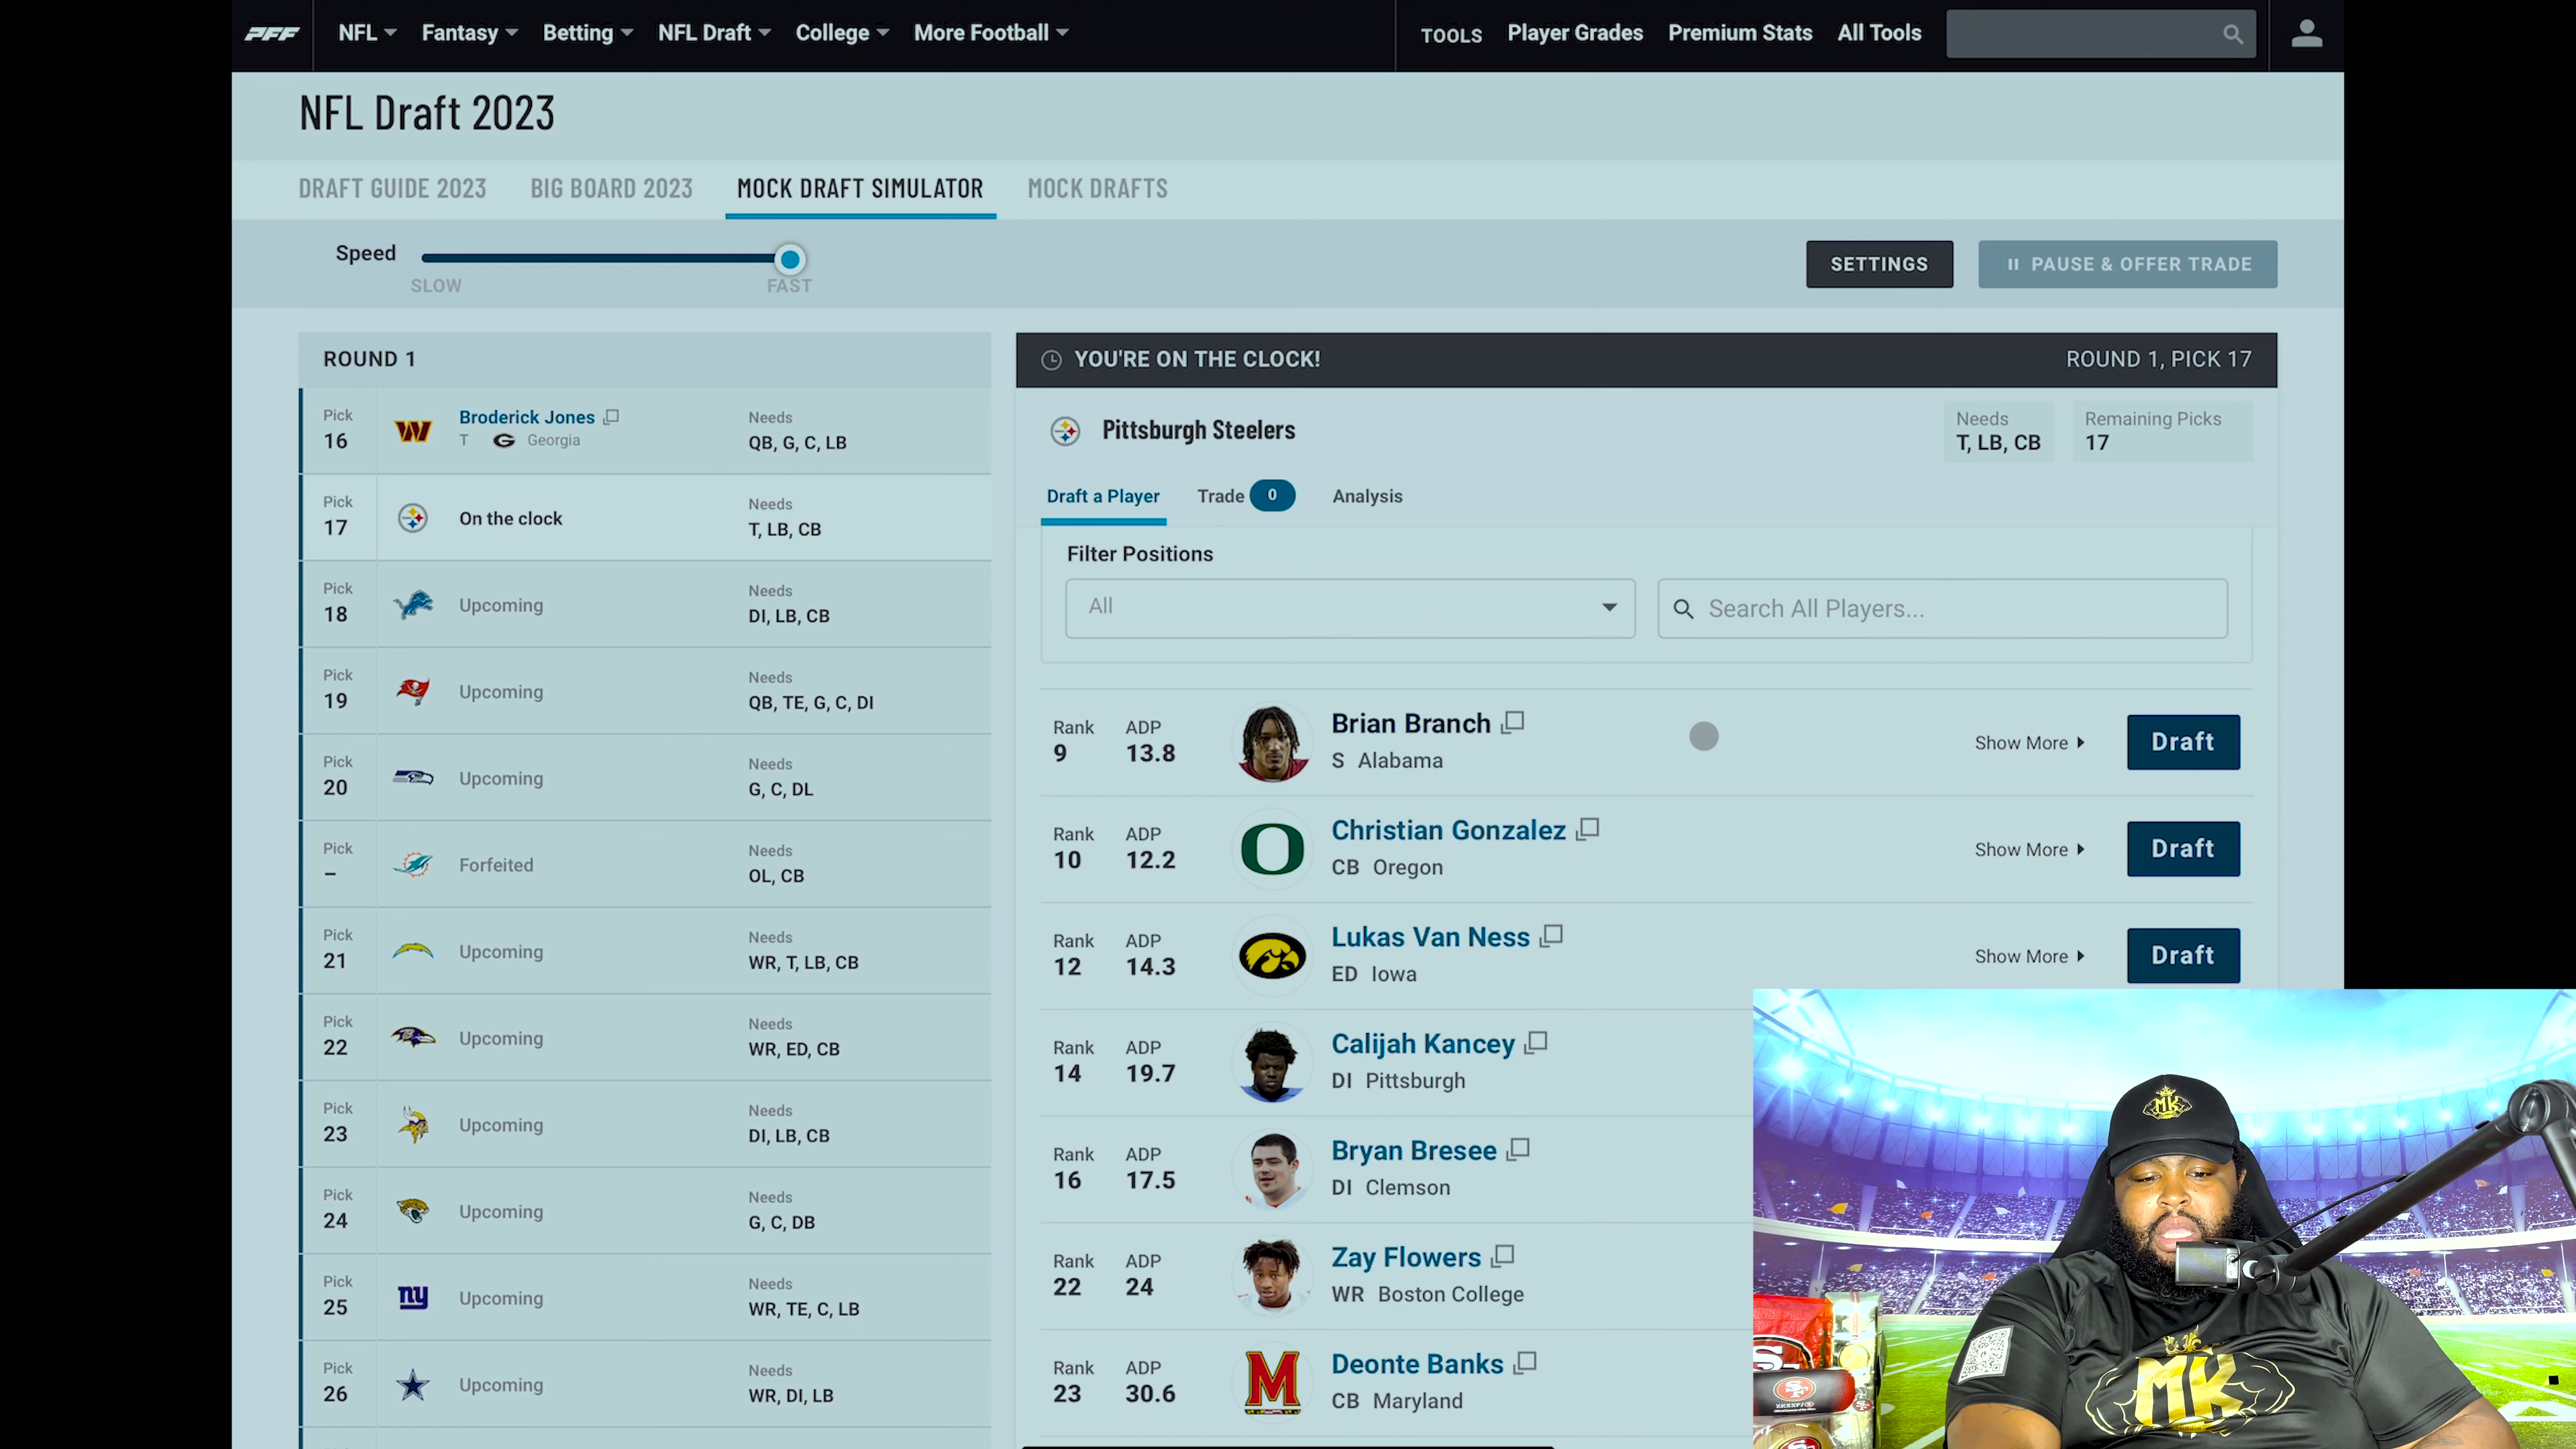 PFF NFL Fantasy Betting NFL Draft College More Football TOOLS Player Grades Premium Stats All Tools
NFL Draft 2023
DRAFT GUIDE 2023 BIG BOARD 2023 MOCK DRAFT SIMULATOR MOCK DRAFTS
Speed
SLOW FAST
SETTINGS PAUSE & OFFER TRADE
ROUND 1
Pick
16
Broderick Jones
T G Georgia
Needs
QB, G, C, LB
Pick
17
On the clock
Needs
T, LB, CB
Pick
18
Upcoming
Needs
DI, LB, CB
Pick
19
Upcoming
Needs
QB, TE, G, C, DI
Pick
20
Upcoming
Needs
G, C, DL
Pick
–
Forfeited
Needs
OL, CB
Pick
21
Upcoming
Needs
WR, T, LB, CB
Pick
22
Upcoming
Needs
WR, ED, CB
Pick
23
Upcoming
Needs
DI, LB, CB
Pick
24
Upcoming
Needs
G, C, DB
Pick
25
ny
Upcoming
Needs
WR, TE, C, LB
Pick
26
Upcoming
Needs
WR, DI, LB
YOU'RE ON THE CLOCK! ROUND 1, PICK 17
Pittsburgh Steelers
Needs
T, LB, CB
Remaining Picks
17
Draft a Player Trade 0 Analysis
Filter Positions
All
Search All Players...
Rank
9
ADP
13.8
Brian Branch
S Alabama
Show More Draft
Rank
10
ADP
12.2
Christian Gonzalez
CB Oregon
Show More Draft
Rank
12
ADP
14.3
Lukas Van Ness
ED Iowa
Show More Draft
Rank
14
ADP
19.7
Calijah Kancey
DI Pittsburgh
Rank
16
ADP
17.5
Bryan Bresee
DI Clemson
Rank
22
ADP
24
Zay Flowers
WR Boston College
Rank
23
ADP
30.6
M
Deonte Banks
CB Maryland
MK
MK
SF